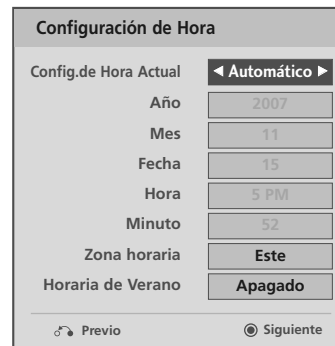 Configuración de Hora
Config.de Hora Actual ◄ Automático ►
Año 2007
Mes 11
Fecha 15
Hora 5 PM
Minuto 52
Zona horaria Este
Horaria de Verano Apagado
Previo Siguiente